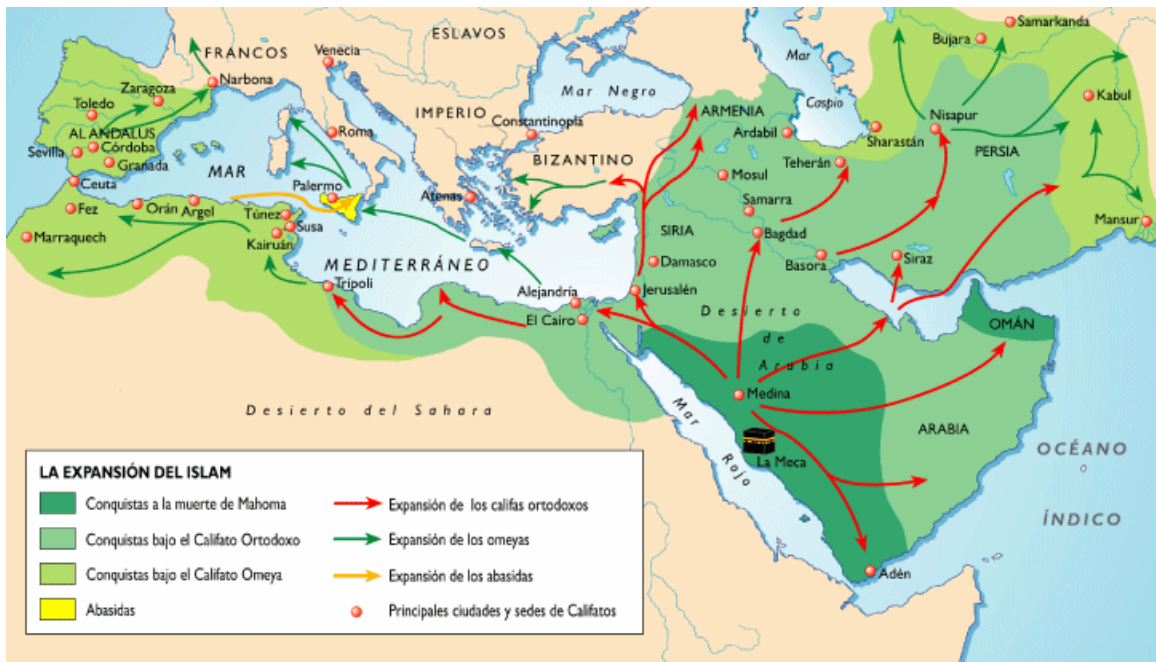 ESLAVOS
FRANCOS
Venecia
Narbona
Zaragoza
Toledo
AL ANDALUS
Córdoba
Sevilla
Granada
Ceuta
Fez
Marraquech
Orán
Argel
Túnez
Susa
Kairuán
MAR
MEDITERRÁNEO
Roma
Palermo
Trípoli
IMPERIO
BIZANTINO
Constantinopla
Atenas
Mar Negro
Mar
Caspio
ARMENIA
Ardabil
Mosul
Samarra
Teherán
SIRIA
Bagdad
Damasco
Basora
Jerusalén
Alejandría
El Cairo
Samarkanda
Bujara
Kabul
Nisapur
Sharastán
PERSIA
Mansur
Siraz
Desierto
de
Arabia
OMÁN
Medina
ARABIA
La Meca
Mar
Rojo
Adén
OCÉANO
ÍNDICO
Desierto del Sahara
LA EXPANSIÓN DEL ISLAM
Conquistas a la muerte de Mahoma
Conquistas bajo el Califato Ortodoxo
Conquistas bajo el Califato Omeya
Abasidas
Expansión de los califas ortodoxos
Expansión de los omeyas
Expansión de los abasidas
Principales ciudades y sedes de Califatos